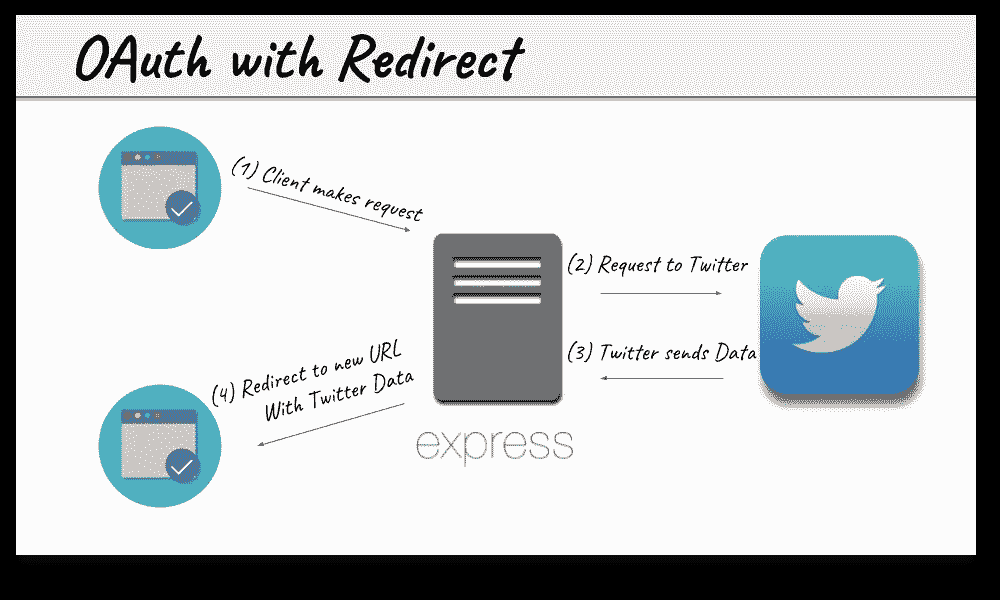 OAuth with Redirect
(1) Client makes request
(2) Request to Twitter
(3) Twitter sends Data
(4) Redirect to new URL
With Twitter Data
express